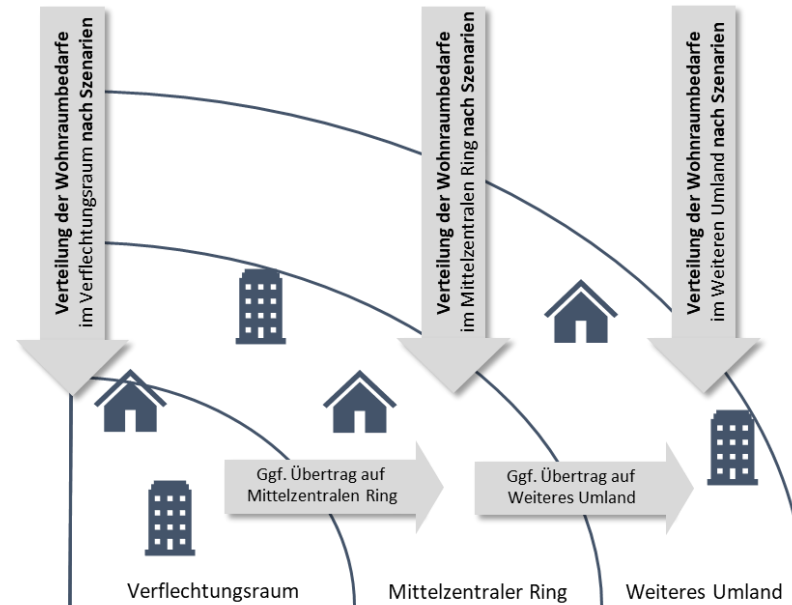 Verteilung der Wohnraumbedarfe
im Verflechtungsraum nach Szenarien
Verteilung der Wohnraumbedarfe
im Mittelzentralen Ring nach Szenarien
Verteilung der Wohnraumbedarfe
im Weiteren Umland nach Szenarien
Ggf. Übertrag auf
Mittelzentralen Ring
Ggf. Übertrag auf
Weiteres Umland
Verflechtungsraum
Mittelzentraler Ring
Weiteres Umland